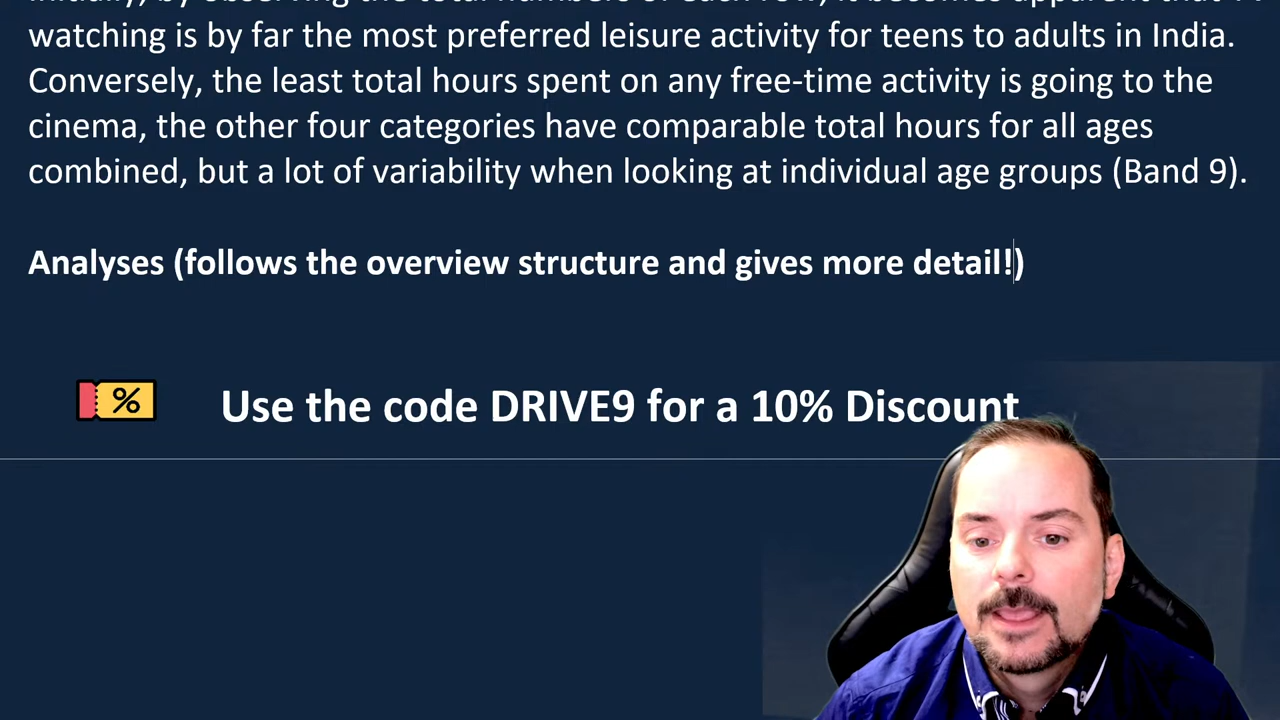 watching is by far the most preferred leisure activity for teens to adults in India.
Conversely, the least total hours spent on any free-time activity is going to the
cinema, the other four categories have comparable total hours for all ages
combined, but a lot of variability when looking at individual age groups (Band 9).
Analyses (follows the overview structure and gives more detail!)
% Use the code DRIVE9 for a 10% Discount